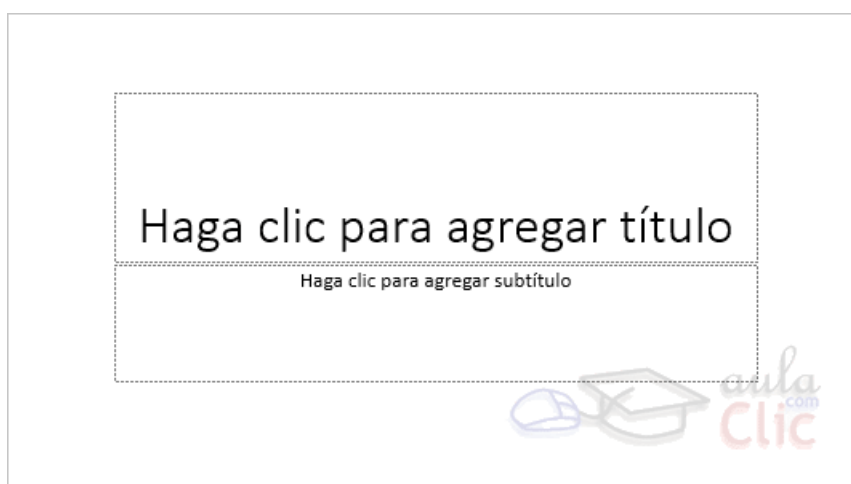 Haga clic para agregar título
Haga clic para agregar subtítulo
aula
.com
Clic